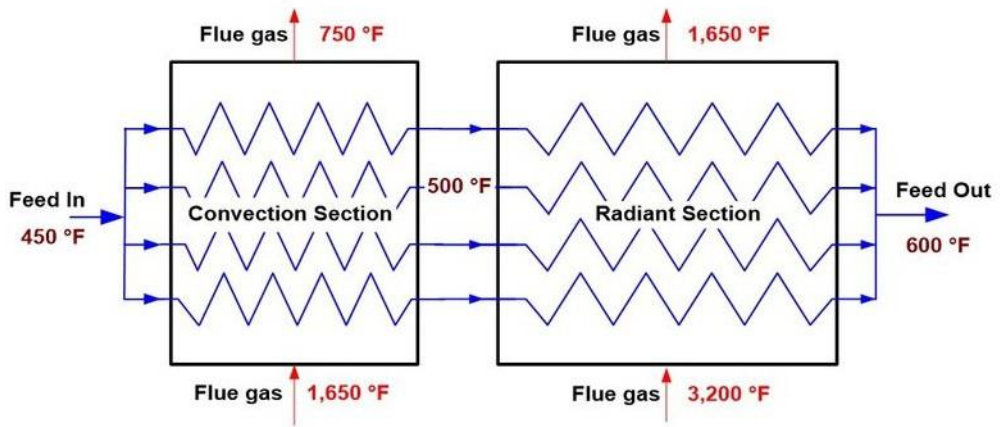 Flue gas 750 °F
Flue gas 1,650 °F
Feed In
450 °F
Convection Section
500 °F
Radiant Section
Feed Out
600 °F
Flue gas 1,650 °F
Flue gas 3,200 °F